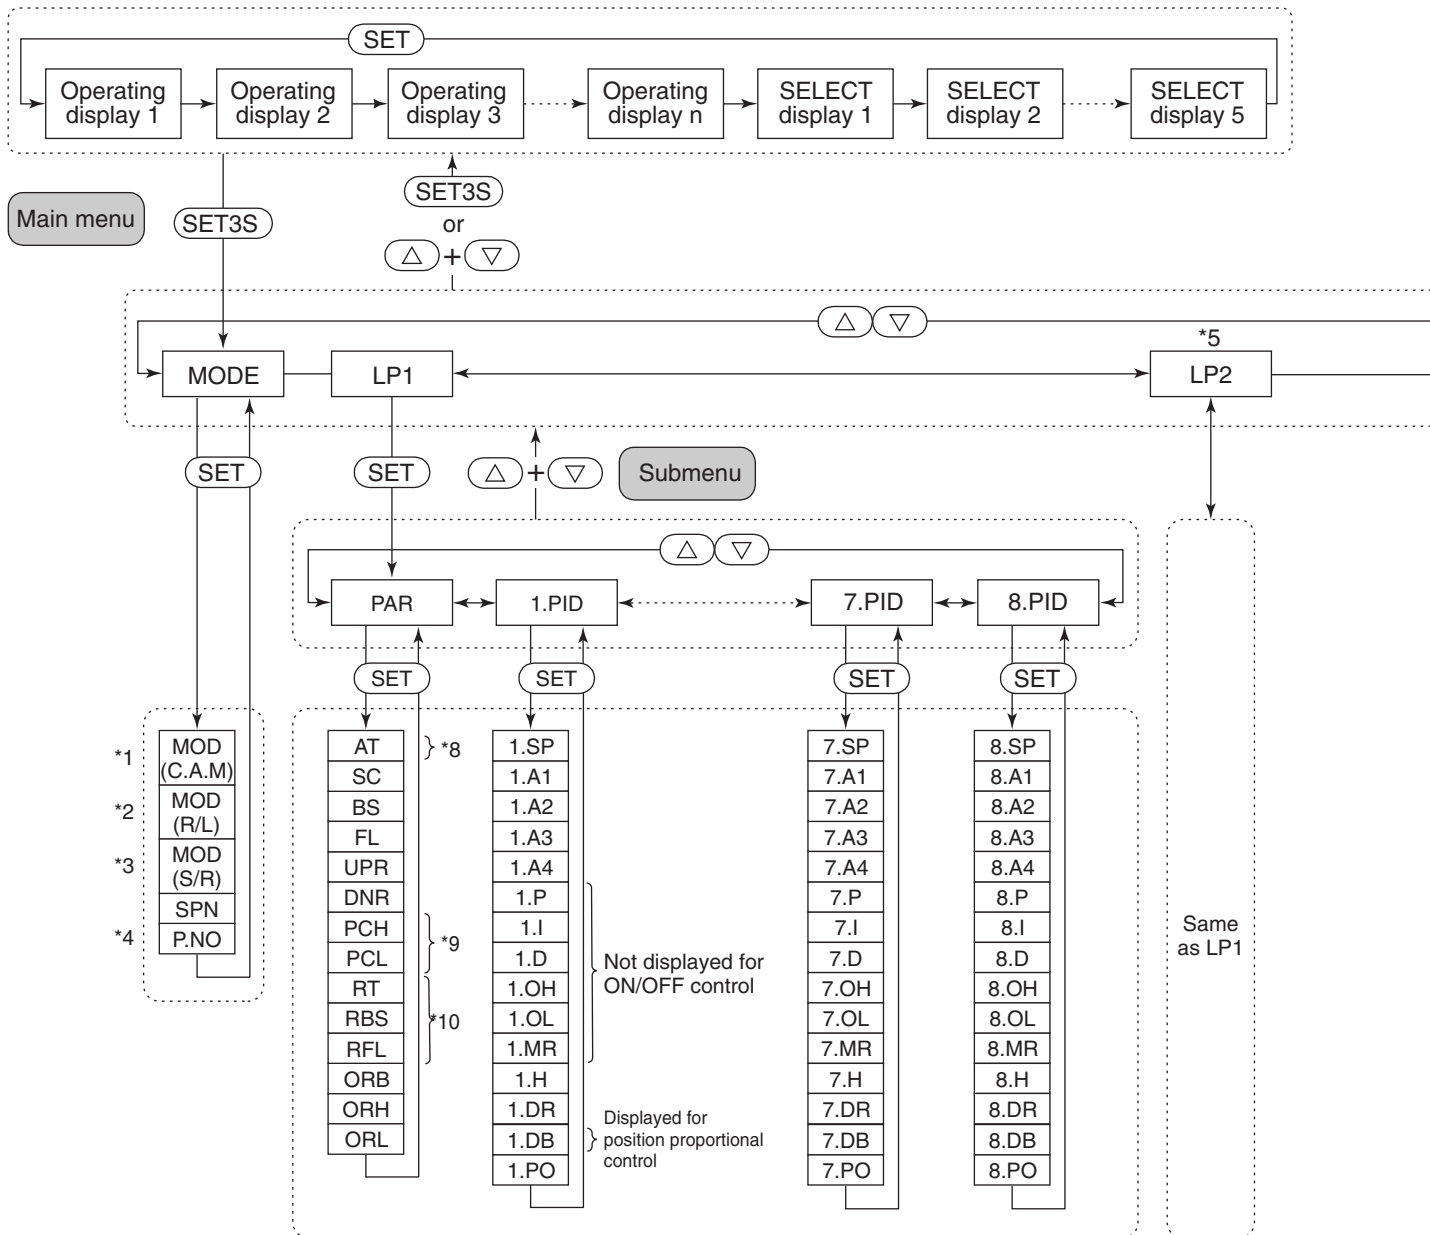 SET
Operating
display 1
Operating
display 2
Operating
display 3
Operating
display n
SELECT
display 1
SELECT
display 2
SELECT
display 5
Main menu
SET3S
SET3S
or
△ + ▽
△ ▽
MODE
LP1
*5
LP2
SET
SET
△ + ▽
Submenu
△ ▽
PAR
1.PID
7.PID
8.PID
SET
SET
SET
SET
*1
MOD
(C.A.M)
*2
MOD
(R/L)
*3
MOD
(S/R)
SPN
*4
P.NO
AT
*8
SC
BS
FL
UPR
DNR
PCH
*9
PCL
RT
RBS
*10
RFL
ORB
ORH
ORL
1.SP
1.A1
1.A2
1.A3
1.A4
1.P
1.I
1.D
1.OH
1.OL
1.MR
1.H
1.DR
1.DB
1.PO
Not displayed for
ON/OFF control
Displayed for
position proportional
control
7.SP
7.A1
7.A2
7.A3
7.A4
7.P
7.I
7.D
7.OH
7.OL
7.MR
7.H
7.DR
7.DB
7.PO
8.SP
8.A1
8.A2
8.A3
8.A4
8.P
8.I
8.D
8.OH
8.OL
8.MR
8.H
8.DR
8.DB
8.PO
Same
as LP1